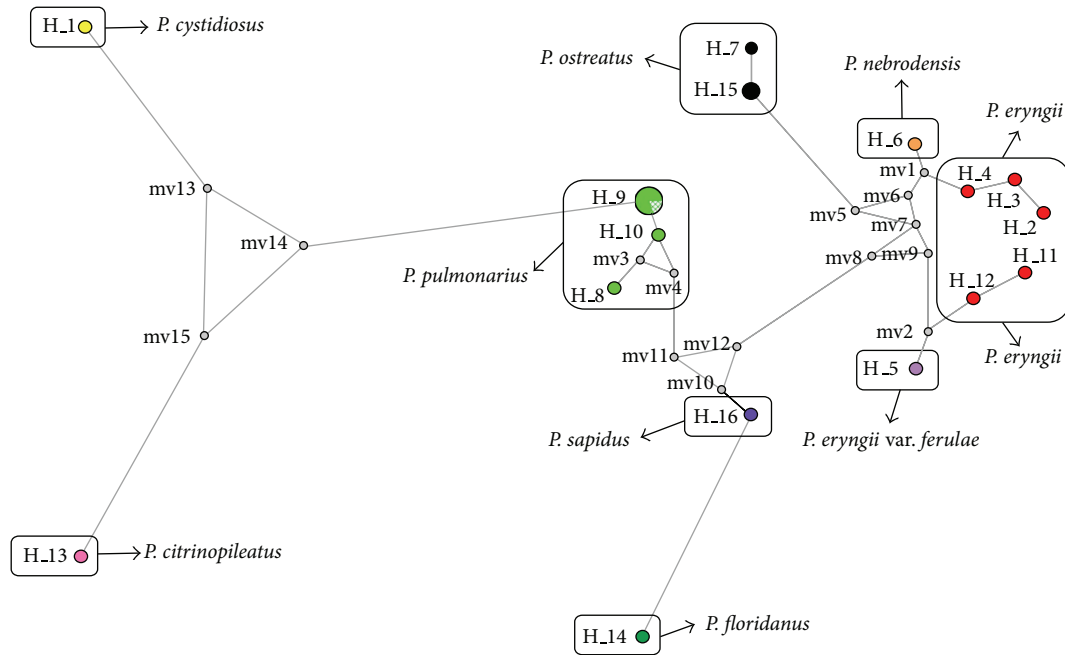 H_1
P. cystidiosus
H_7
P. ostreatus
H_15
P. nebrodensis
P. eryngii
H_6
mv1
H_4
H_3
H_2
mv13
mv6
H_9
mv5
mv7
H_10
mv14
mv8
mv9
H_11
mv3
P. pulmonarius
mv4
H_8
H_12
mv15
mv2
mv12
mv11
P. eryngii
H_5
mv10
H_16
P. sapidus
P. eryngii var. ferulae
H_13
P. citrinopileatus
P. floridanus
H_14